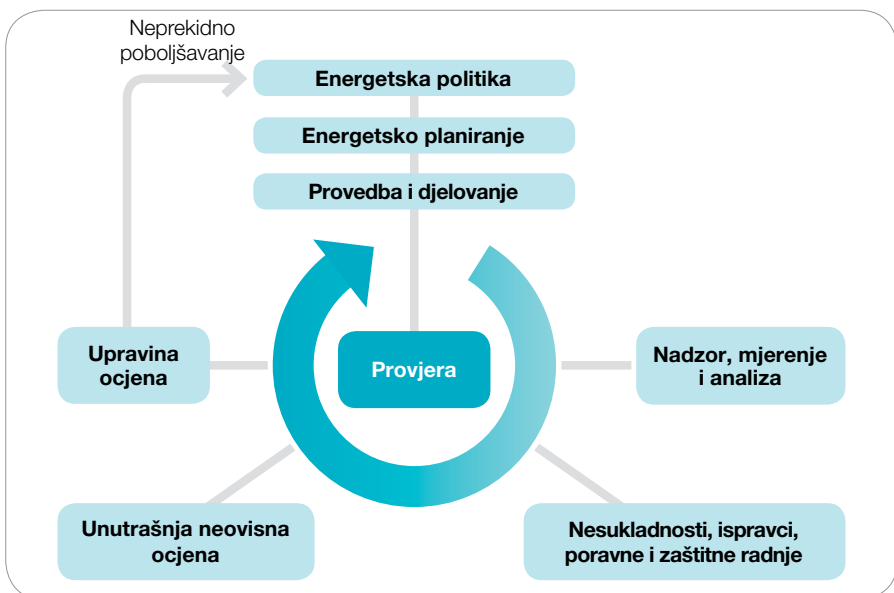 Neprekidno
poboljšavanje
Energetska politika
Energetsko planiranje
Provedba i djelovanje
Upravina
ocjena
Provjera
Nadzor, mjerenje
i analiza
Unutrašnja neovisna
ocjena
Nesukladnosti, ispravci,
poravne i zaštitne radnje